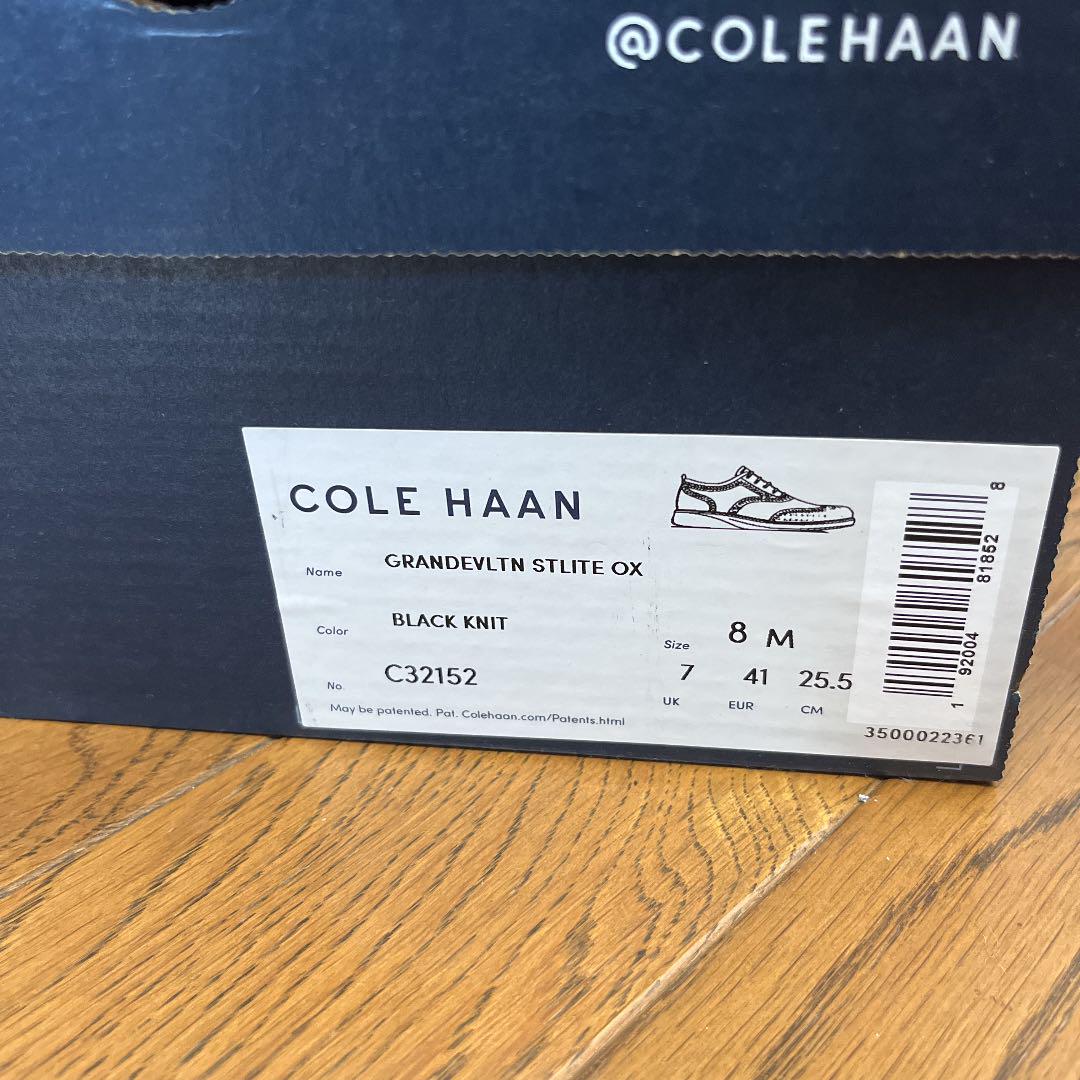 @COLEHAAN
COLE HAAN
Name GRANDEVLTN STLITE OX
Color BLACK KNIT
No. C32152
May be patented. Pat. Colehaan.com/Patents.html
Size 8 M
7 41 25.5
UK EUR CM
1 92004 81852 8
3500022361